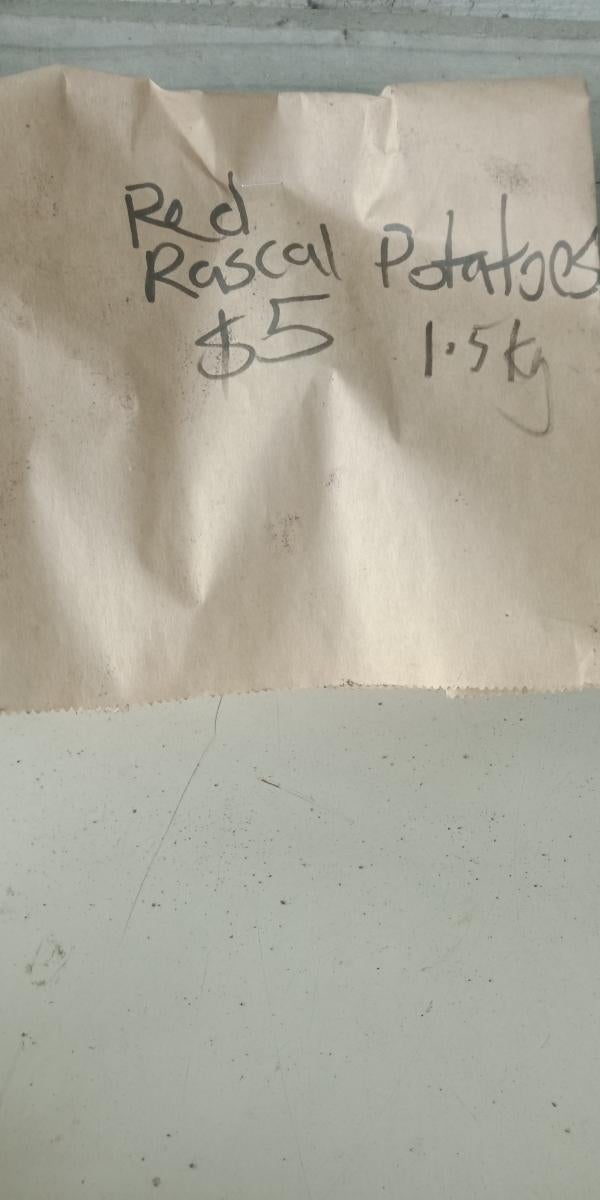 Red
Rascal Potatoes
$5 1.5kg